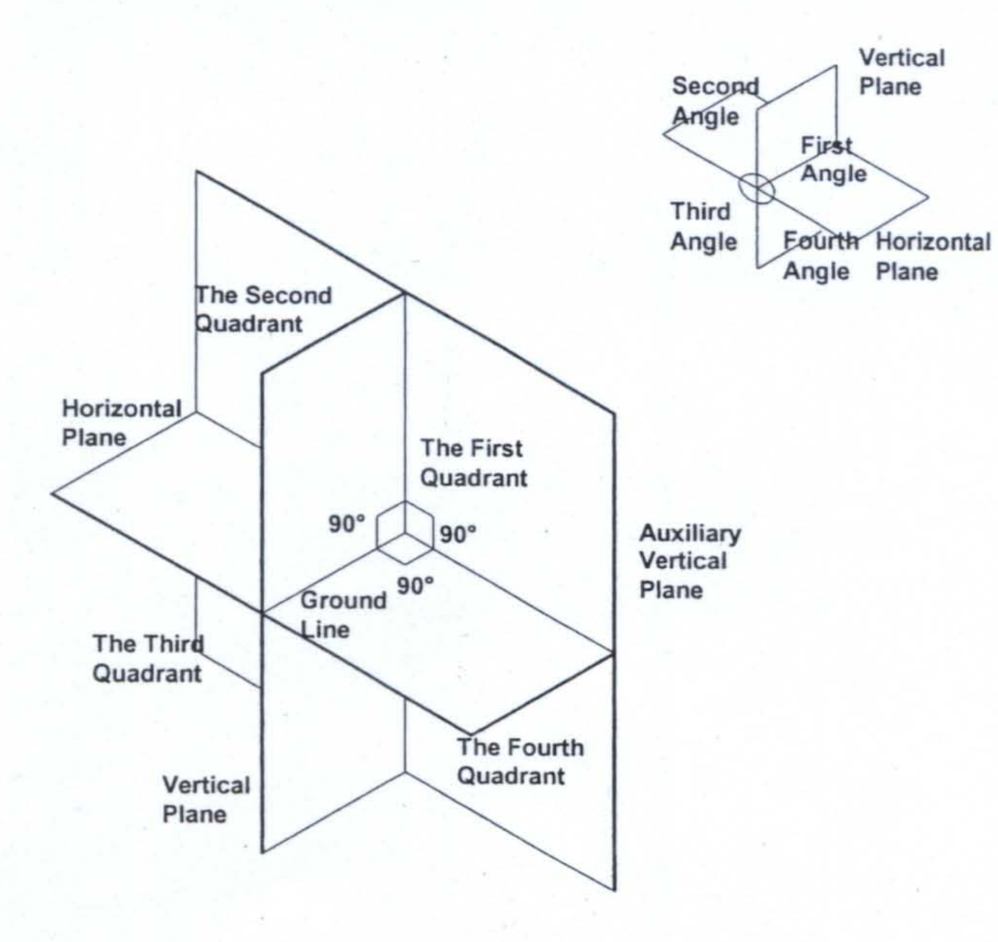 Vertical
Plane
Second
Angle
First
Angle
Third
Angle
Fourth
Angle
Horizontal
Plane
The Second
Quadrant
Horizontal
Plane
The First
Quadrant
90°
90°
90°
Auxiliary
Vertical
Plane
Ground
Line
The Third
Quadrant
The Fourth
Quadrant
Vertical
Plane